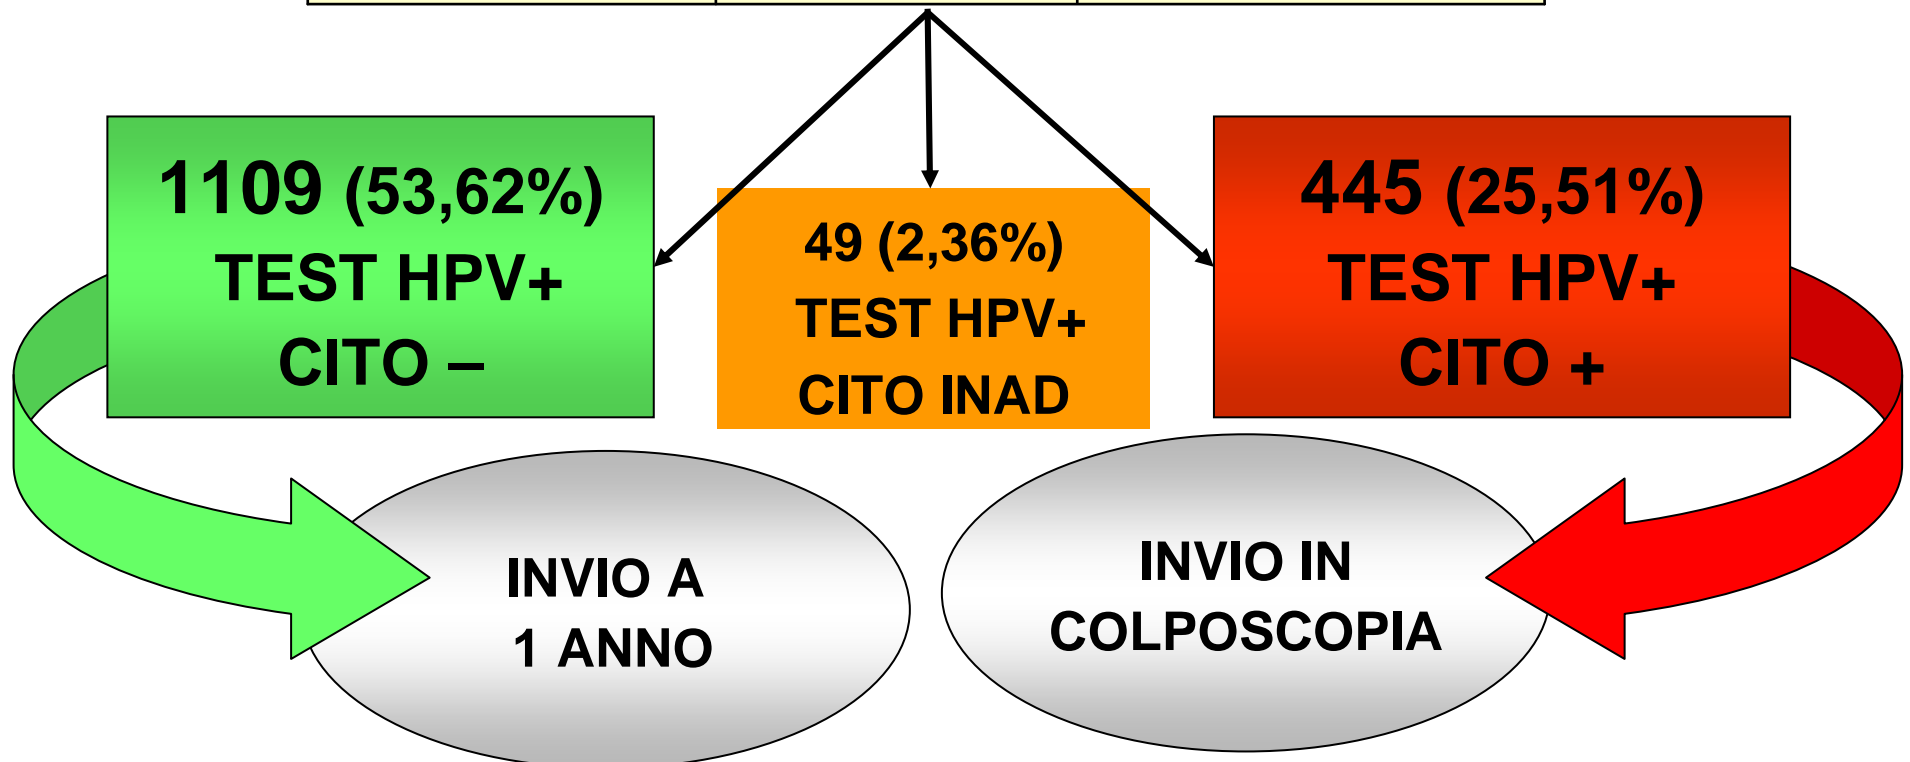 1109 (53,62%)
TEST HPV+
CITO –
49 (2,36%)
TEST HPV+
CITO INAD
445 (25,51%)
TEST HPV+
CITO +
INVIO A
1 ANNO
INVIO IN
COLPOSCOPIA